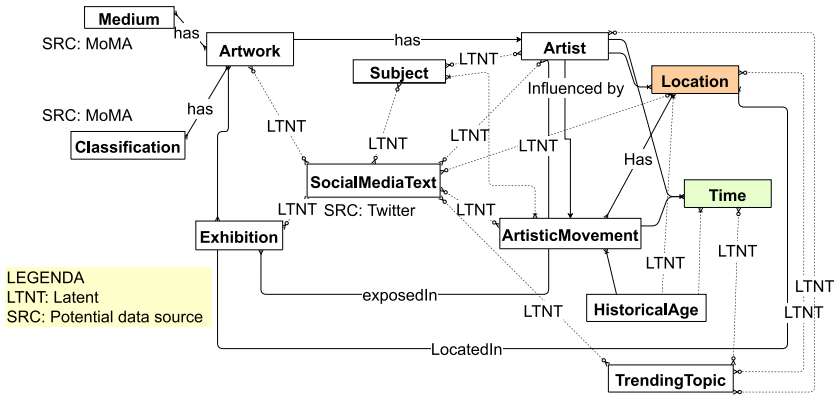 Medium
has
SRC: MoMA
Artwork
has
Artist
LTNT
Subject
Influenced by
Location
SRC: MoMA
has
Classification
LTNT
LTNT
LTNT
LTNT
Has
SocialMediaText
SRC: Twitter
LTNT
LTNT
Time
Exhibition
ArtisticMovement
LTNT
LTNT
LEGENDA
LTNT: Latent
SRC: Potential data source
exposedIn
HistoricalAge
LTNT
LTNT
LTNT
LocatedIn
TrendingTopic